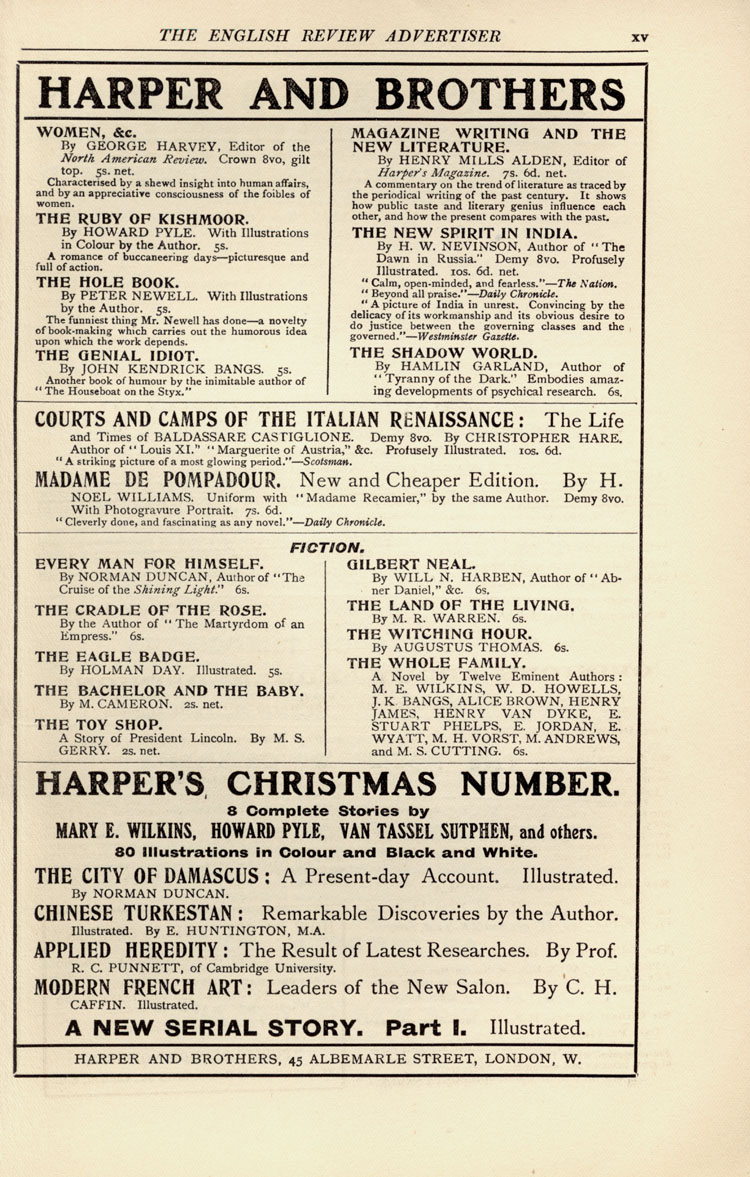 THE ENGLISH REVIEW ADVERTISER xv
HARPER AND BROTHERS
WOMEN, &c.
By GEORGE HARVEY, Editor of the
North American Review. Crown 8vo, gilt
top. 5s. net.
Characterised by a shewd insight into human affairs,
and by an appreciative consciousness of the foibles of
women.
THE RUBY OF KISHMOOR.
By HOWARD PYLE. With Illustrations
in Colour by the Author. 5s.
A romance of buccaneering days—picturesque and
full of action.
THE HOLE BOOK.
By PETER NEWELL. With Illustrations
by the Author. 5s.
The funniest thing Mr. Newell has done—a novelty
of book-making which carries out the humorous idea
upon which the work depends.
THE GENIAL IDIOT.
By JOHN KENDRICK BANGS. 5s.
Another book of humour by the inimitable author of
"The Houseboat on the Styx."
MAGAZINE WRITING AND THE
NEW LITERATURE.
By HENRY MILLS ALDEN, Editor of
Harper's Magazine. 7s. 6d. net.
A commentary on the trend of literature as traced by
the periodical writing of the past century. It shows
how public taste and literary genius influence each
other, and how the present compares with the past.
THE NEW SPIRIT IN INDIA.
By H. W. NEVINSON, Author of "The
Dawn in Russia." Demy 8vo. Profusely
Illustrated. 10s. 6d. net.
"Calm, open-minded, and fearless."—The Nation.
"Beyond all praise."—Daily Chronicle.
"A picture of India in unrest. Convincing by the
delicacy of its workmanship and its obvious desire to
do justice between the governing classes and the
governed."—Westminster Gazette.
THE SHADOW WORLD.
By HAMLIN GARLAND, Author of
"Tyranny of the Dark." Embodies amaz-
ing developments of psychical research. 6s.
COURTS AND CAMPS OF THE ITALIAN RENAISSANCE: The Life
and Times of BALDASSARE CASTIGLIONE. Demy 8vo. By CHRISTOPHER HARE.
Author of "Louis XI." "Marguerite of Austria," &c. Profusely Illustrated. 10s. 6d.
"A striking picture of a most glowing period."—Scotsman.
MADAME DE POMPADOUR. New and Cheaper Edition. By H.
NOEL WILLIAMS. Uniform with "Madame Recamier," by the same Author. Demy 8vo.
With Photogravure Portrait. 7s. 6d.
"Cleverly done, and fascinating as any novel."—Daily Chronicle.
FICTION.
EVERY MAN FOR HIMSELF.
By NORMAN DUNCAN, Author of "The
Cruise of the Shining Light." 6s.
THE CRADLE OF THE ROSE.
By the Author of "The Martyrdom of an
Empress." 6s.
THE EAGLE BADGE.
By HOLMAN DAY. Illustrated. 5s.
THE BACHELOR AND THE BABY.
By M. CAMERON. 2s. net.
THE TOY SHOP.
A Story of President Lincoln. By M. S.
GERRY. 2s. net.
GILBERT NEAL.
By WILL N. HARBEN, Author of "Ab-
ner Daniel," &c. 6s.
THE LAND OF THE LIVING.
By M. R. WARREN. 6s.
THE WITCHING HOUR.
By AUGUSTUS THOMAS. 6s.
THE WHOLE FAMILY.
A Novel by Twelve Eminent Authors:
M. E. WILKINS, W. D. HOWELLS,
J. K. BANGS, ALICE BROWN, HENRY
JAMES, HENRY VAN DYKE, E.
STUART PHELPS, E. JORDAN, E.
WYATT, M. H. VORST, M. ANDREWS,
and M. S. CUTTING. 6s.
HARPER'S CHRISTMAS NUMBER.
8 Complete Stories by
MARY E. WILKINS, HOWARD PYLE, VAN TASSEL SUTPHEN, and others.
80 Illustrations in Colour and Black and White.
THE CITY OF DAMASCUS: A Present-day Account. Illustrated.
By NORMAN DUNCAN.
CHINESE TURKESTAN: Remarkable Discoveries by the Author.
Illustrated. By E. HUNTINGTON, M.A.
APPLIED HEREDITY: The Result of Latest Researches. By Prof.
R. C. PUNNETT, of Cambridge University.
MODERN FRENCH ART: Leaders of the New Salon. By C. H.
CAFFIN. Illustrated.
A NEW SERIAL STORY. Part I. Illustrated.
HARPER AND BROTHERS, 45 ALBEMARLE STREET, LONDON, W.